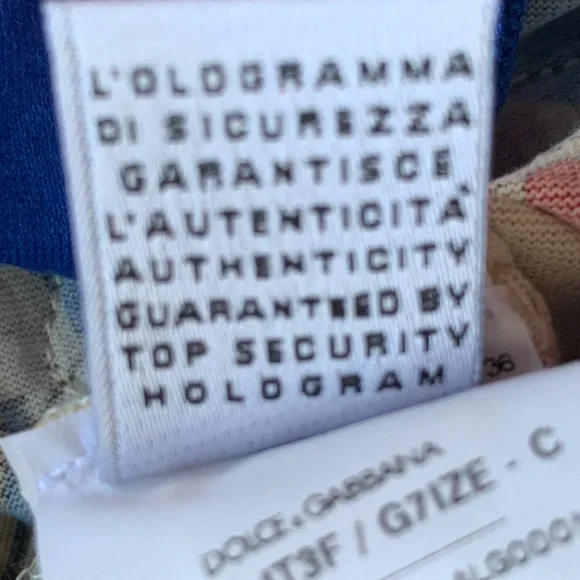 L'OLOGRAMMA
DI SICUREZZA
GARANTISCE
L'AUTENTICITÀ
AUTHENTICITY
GUARANTEED BY
TOP SECURITY
HOLOGRAM
36
DOLCE & GABBANA
/ G7IZE - C